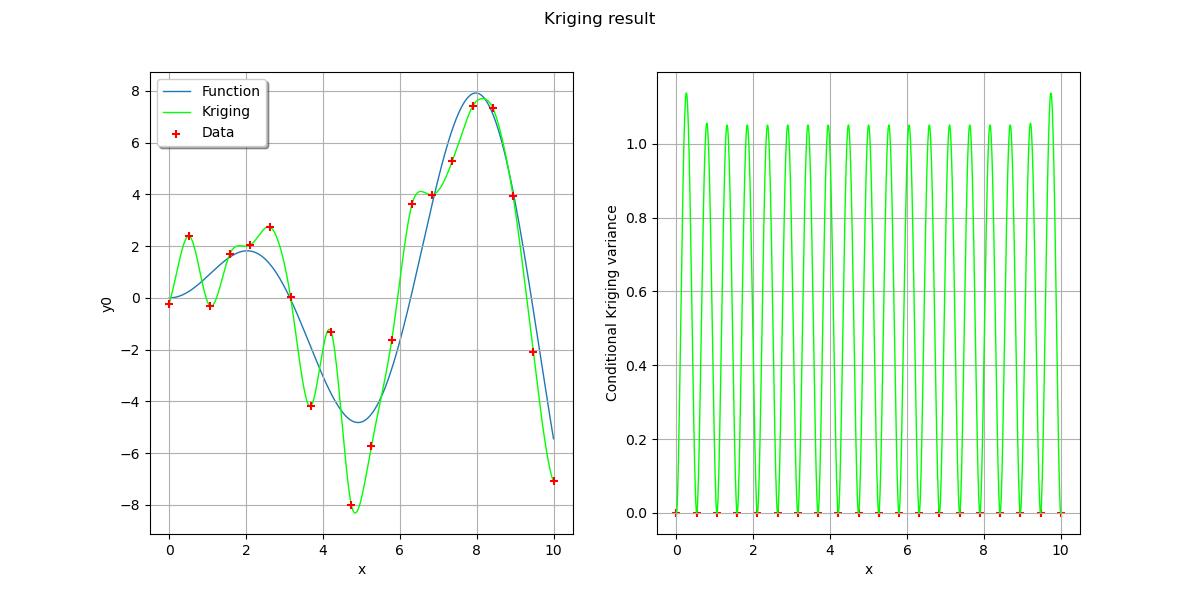 Kriging result
Function
Kriging
Data
8
6
4
2
0
−2
−4
−6
−8
y0
0 2 4 6 8 10
x
1.0
0.8
0.6
0.4
0.2
0.0
Conditional Kriging variance
0 2 4 6 8 10
x